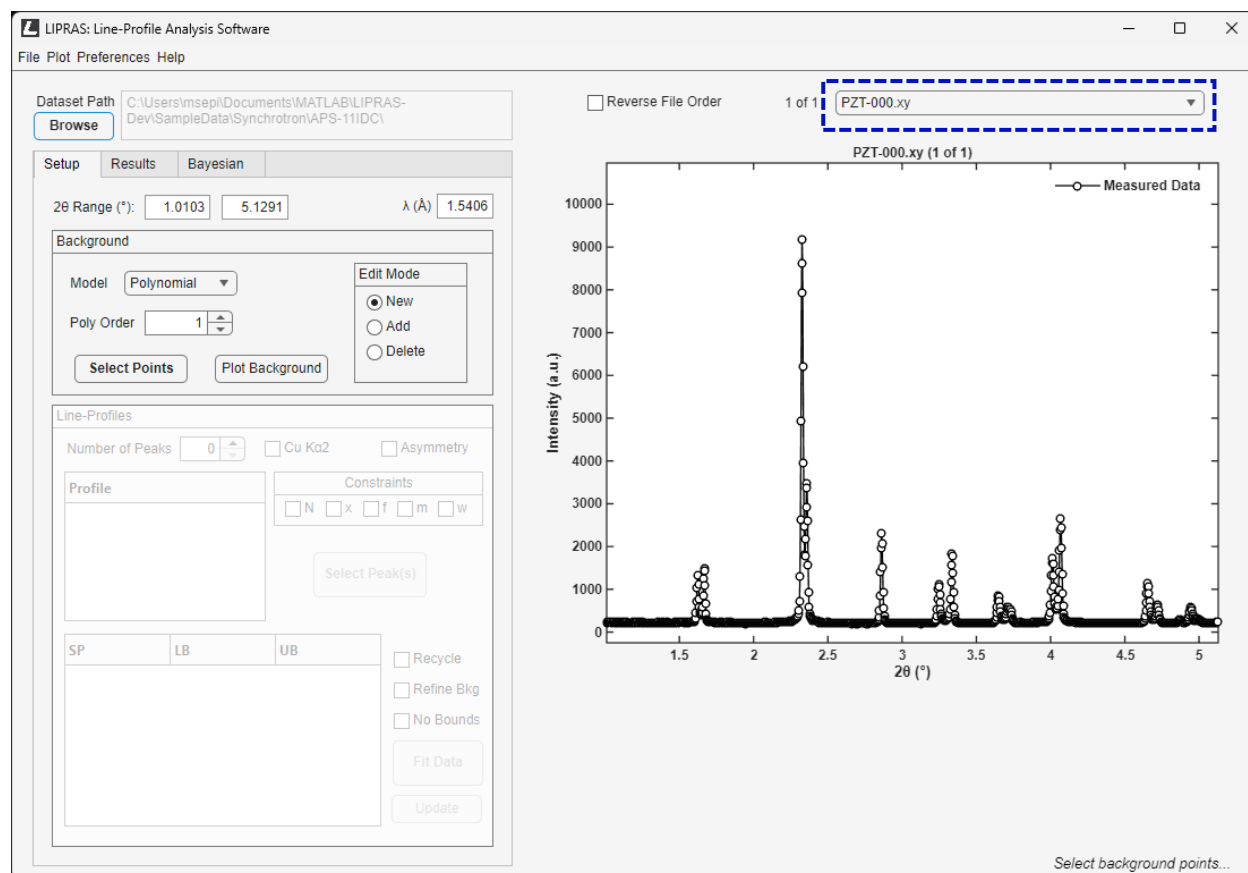 LIPRAS: Line-Profile Analysis Software
File Plot Preferences Help
Dataset Path
C:\Users\msepi\Documents\MATLAB\LIPRAS-
Dev\SampleData\Synchrotron\APS-11IDC\
Browse
Reverse File Order
1 of 1
PZT-000.xy
Setup
Results
Bayesian
2θ Range (°):
1.0103
5.1291
λ (Å)
1.5406
Background
Model
Polynomial
Poly Order
1
Edit Mode
New
Add
Delete
Select Points
Plot Background
Line-Profiles
Number of Peaks
0
Cu Kα2
Asymmetry
Profile
Constraints
N
x
f
m
w
Select Peak(s)
SP
LB
UB
Recycle
Refine Bkg
No Bounds
Fit Data
Update
PZT-000.xy (1 of 1)
Measured Data
Intensity (a.u.)
10000
9000
8000
7000
6000
5000
4000
3000
2000
1000
0
1.5
2
2.5
3
3.5
4
4.5
5
2θ (°)
Select background points...